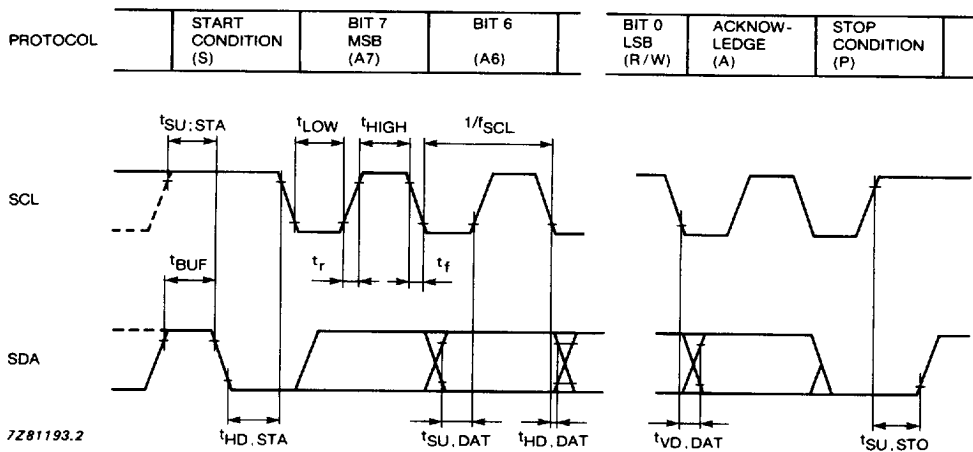 PROTOCOL
START
CONDITION
(S)
BIT 7
MSB
(A7)
BIT 6
(A6)
BIT 0
LSB
(R/W)
ACKNOW-
LEDGE
(A)
STOP
CONDITION
(P)
tSU;STA
tLOW
tHIGH
1/fSCL
SCL
tBUF
tr
tf
SDA
tHD,STA
tSU,DAT
tHD,DAT
tVD,DAT
tSU,STO
7Z81193.2